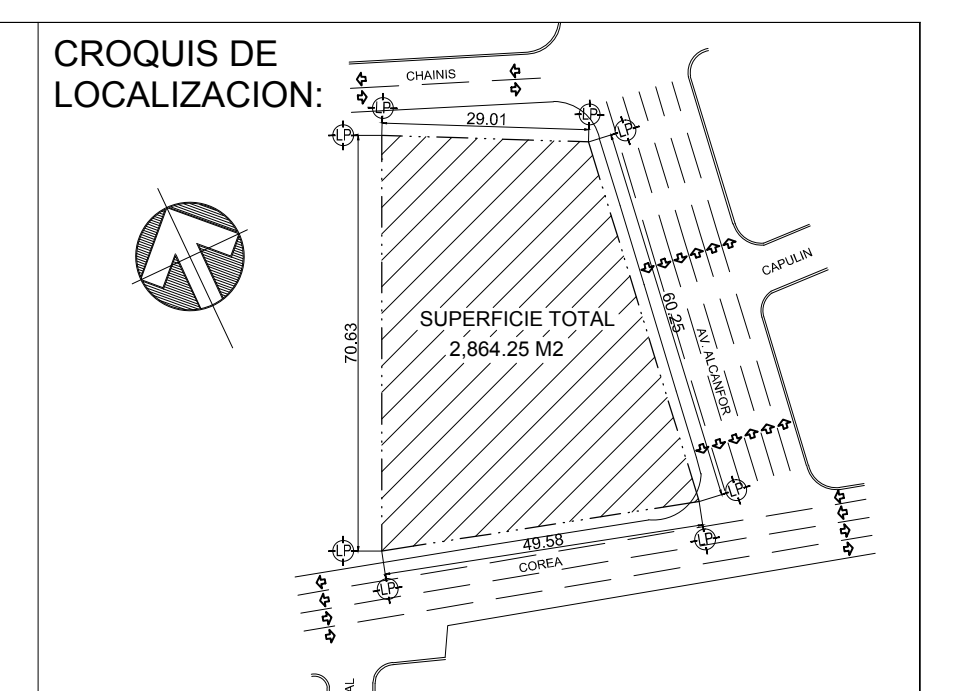 CROQUIS DE
LOCALIZACION:
CHAINIS
LP
LP
29.01
LP
LP
CAPULIN
60.25
SUPERFICIE TOTAL
2,864.25 M2
70.63
AV. ALCANFOR
LP
LP
49.58
LP
COREA
LP
AL